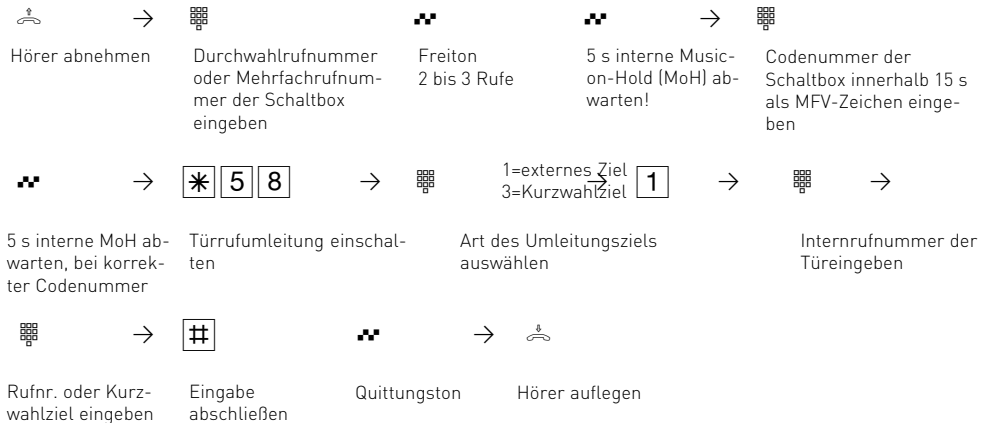 Hörer abnehmen
Durchwahlrufnummer
oder Mehrfachrufnum-
mer der Schaltbox
eingeben
Freiton
2 bis 3 Rufe
5 s interne Music-
on-Hold (MoH) ab-
warten!
Codenummer der
Schaltbox innerhalb 15 s
als MFV-Zeichen einge-
ben
* 5 8
1=externes Ziel
3=Kurzwahlziel
1
5 s interne MoH ab-
warten, bei korrek-
ter Codenummer
Türrufumleitung einschal-
ten
Art des Umleitungsziels
auswählen
Internrufnummer der
Türeingeben
#
Rufnr. oder Kurz-
wahlziel eingeben
Eingabe
abschließen
Quittungston
Hörer auflegen